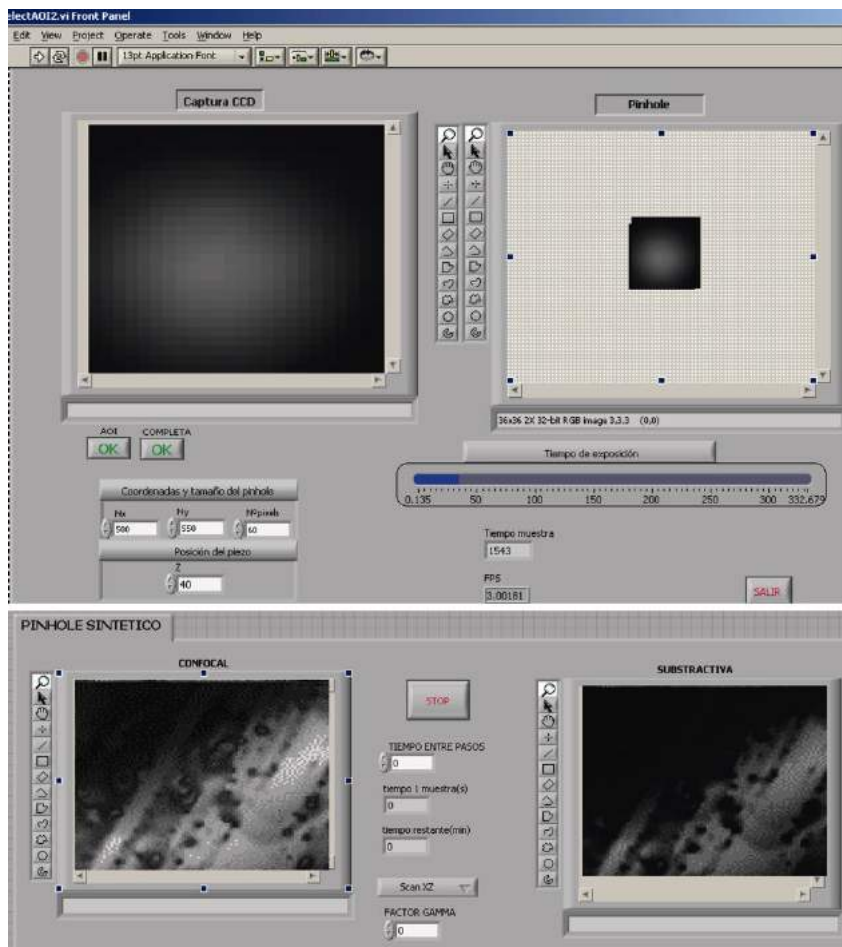 electAOI2.vi Front Panel
Edit View Project Operate Tools Window Help
13pt Application Font
Captura CCD
Pinhole
36x36 2X 32-bit RGB image 3,3,3 (0,0)
AOI COMPLETA
OK OK
Tiempo de exposición
0.135 50 100 150 200 250 300 332.679
Coordenadas y tamaño del pinhole
Nx Ny Nºpixels
500 550 60
Posición del piezo
Z
40
Tiempo muestra
1543
FPS
3.00181
SALIR
PINHOLE SINTETICO
CONFOCAL
SUBSTRACTIVA
STOP
TIEMPO ENTRE PASOS
0
tiempo 1 muestra(s)
0
tiempo restante(min)
0
Scan XZ
FACTOR GAMMA
0